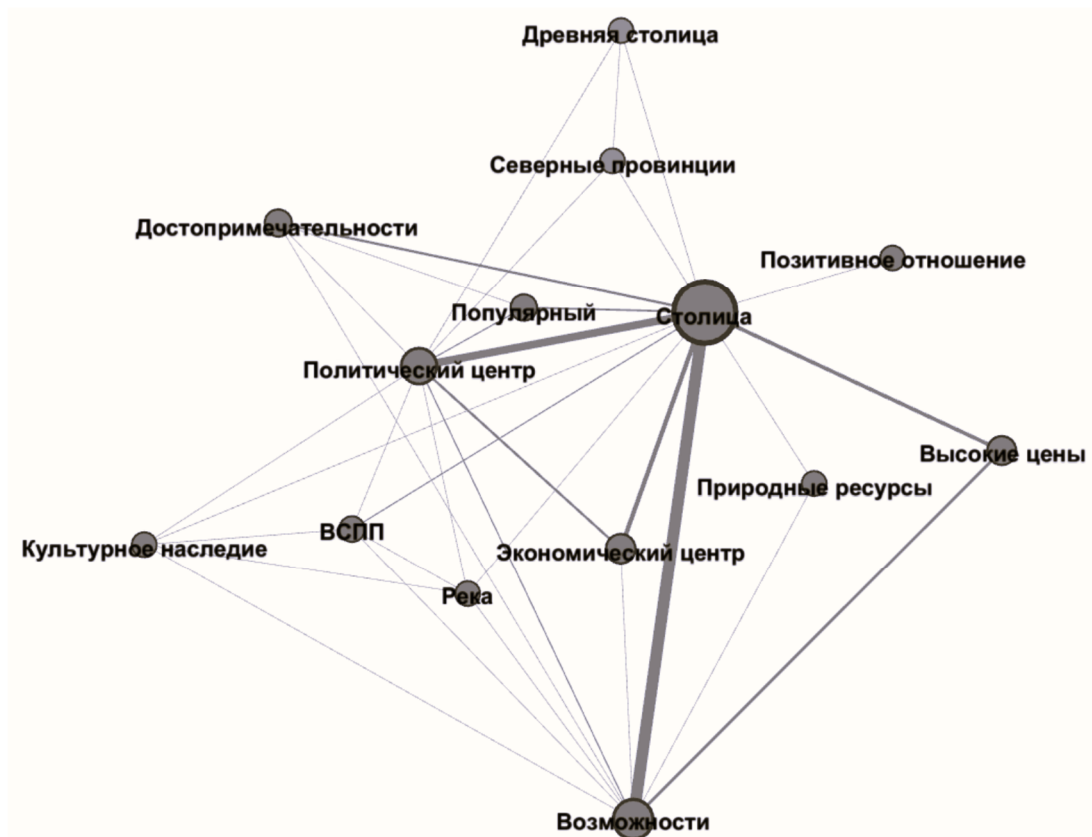 Древняя столица
Северные провинции
Достопримечательности
Позитивное отношение
Популярный
Столица
Политический центр
Высокие цены
Природные ресурсы
ВСПП
Культурное наследие
Экономический центр
Река
Возможности